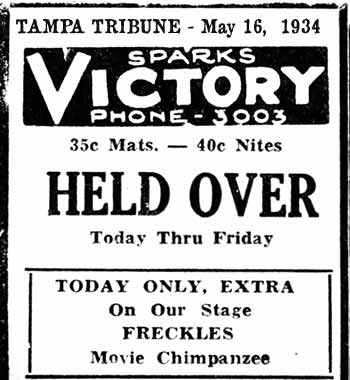 TAMPA TRIBUNE - May 16, 1934
SPARKS
VICTORY
PHONE - 3003
35c Mats. — 40c Nites
HELD OVER
Today Thru Friday
TODAY ONLY, EXTRA
On Our Stage
FRECKLES
Movie Chimpanzee